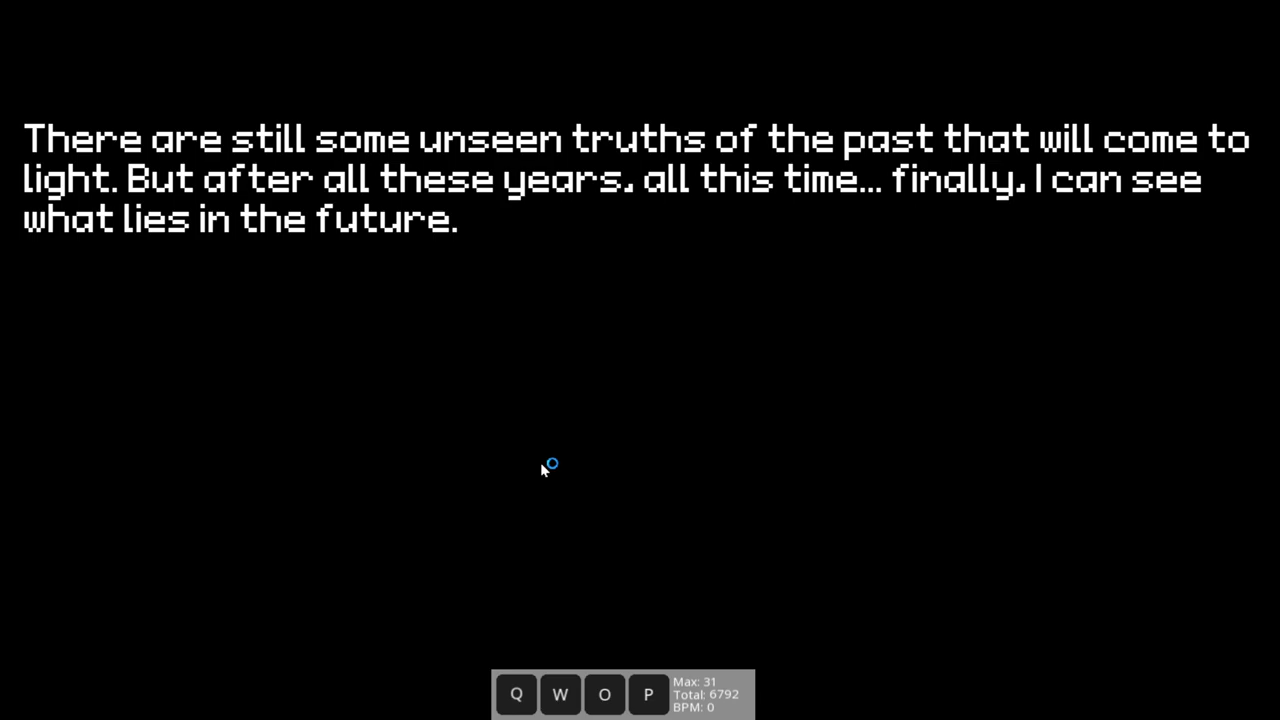 There are still some unseen truths of the past that will come to
light. But after all these years, all this time... finally, I can see
what lies in the future.
Q W O P
Max: 31
Total: 6792
BPM: 0